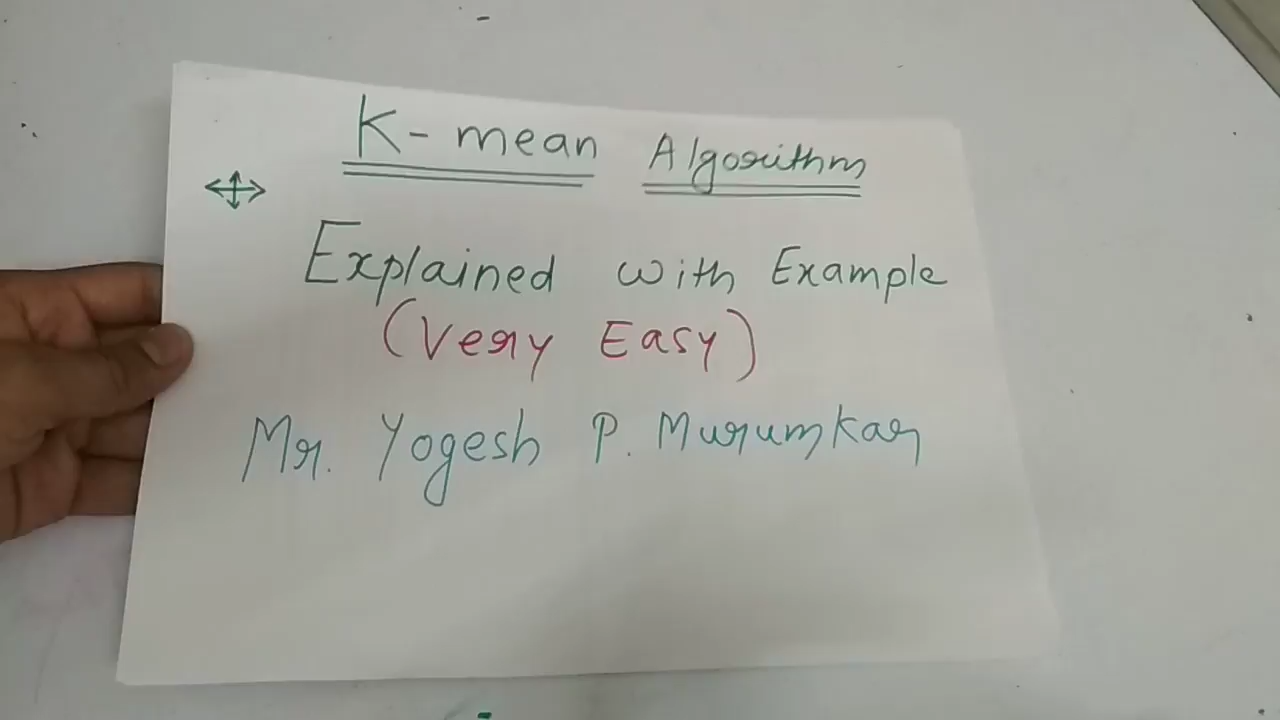 K- mean Algorithm
Explained with Example
(Very Easy)
Mr. Yogesh P. Murumkar